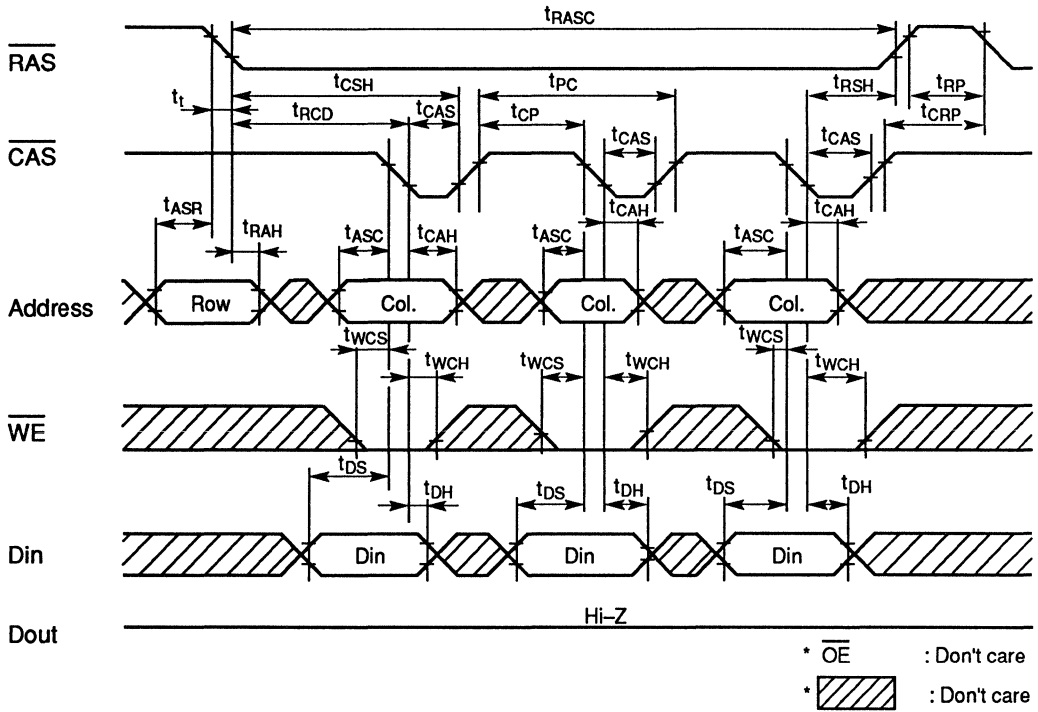 tRASC
RAS
tCSH
tPC
tRSH
tRP
tt
tRCD
tCAS
tCP
tCRP
CAS
tCAS
tCAS
tASR
tRAH
tASC
tCAH
tASC
tCAH
tASC
tCAH
Address
Row
Col.
Col.
Col.
tWCS
tWCH
tWCS
tWCS
tWCH
WE
tDS
tDH
tDS
tDH
tDS
tDH
Din
Din
Din
Din
Hi–Z
Dout
* OE : Don't care
* : Don't care